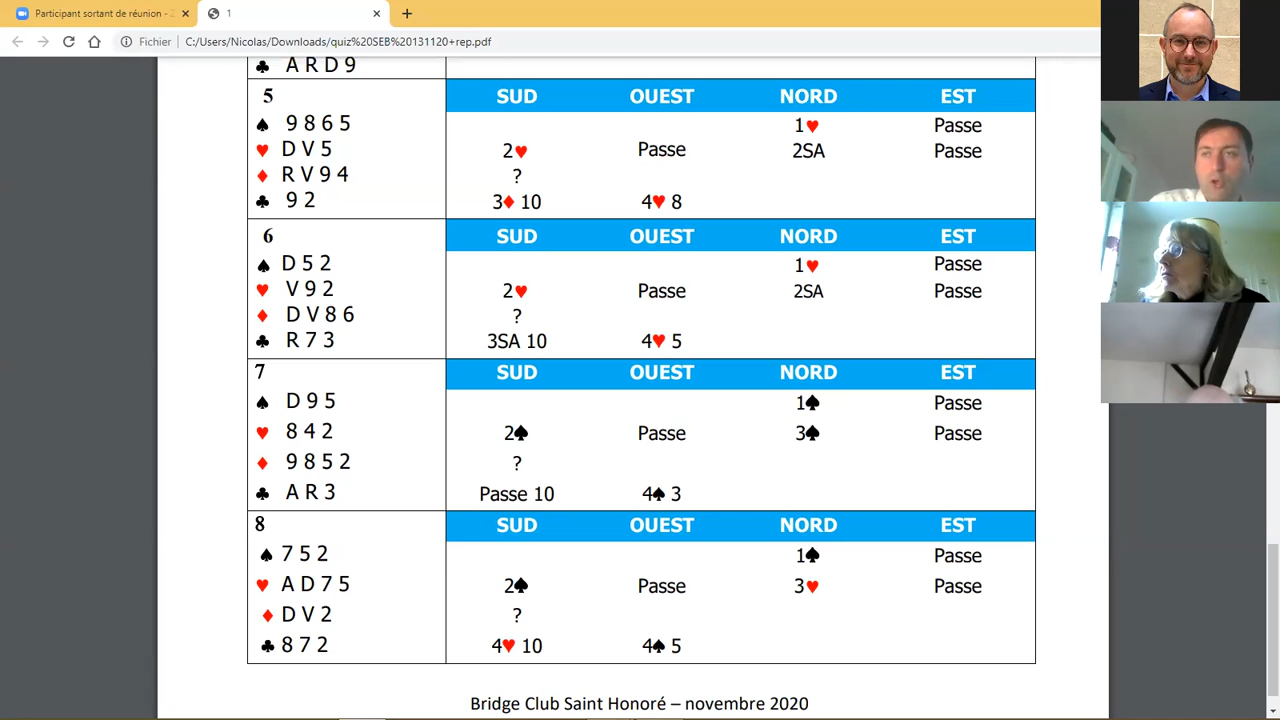 Participant sortant de réunion - Z
1
Fichier
C:/Users/Nicolas/Downloads/quiz%20SEB%20131120+rep.pdf
♣ A R D 9
5 SUD OUEST NORD EST
♠ 9 8 6 5 1♥ Passe
♥ D V 5 2♥ Passe 2SA Passe
♦ R V 9 4 ?
♣ 9 2 3♦ 10 4♥ 8
6 SUD OUEST NORD EST
♠ D 5 2 1♥ Passe
♥ V 9 2 2♥ Passe 2SA Passe
♦ D V 8 6 ?
♣ R 7 3 3SA 10 4♥ 5
7 SUD OUEST NORD EST
♠ D 9 5 1♠ Passe
♥ 8 4 2 2♠ Passe 3♠ Passe
♦ 9 8 5 2 ?
♣ A R 3 Passe 10 4♠ 3
8 SUD OUEST NORD EST
♠ 7 5 2 1♠ Passe
♥ A D 7 5 2♠ Passe 3♥ Passe
♦ D V 2 ?
♣ 8 7 2 4♥ 10 4♠ 5
Bridge Club Saint Honoré – novembre 2020